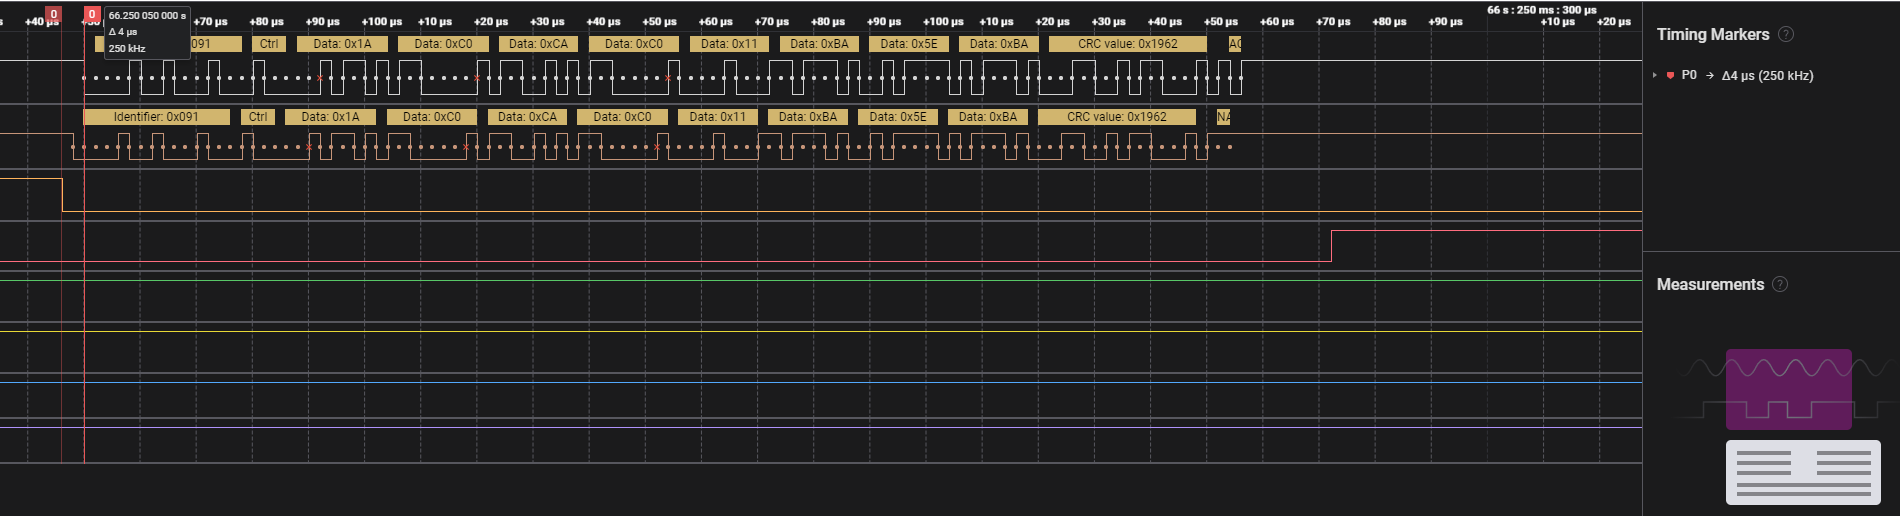 0
0
66.250 050 000 s
Δ 4 µs
250 kHz
66 s : 250 ms : 300 µs
+40 µs +70 µs +80 µs +90 µs +100 µs +10 µs +20 µs +30 µs +40 µs +50 µs +60 µs +70 µs +80 µs +90 µs +100 µs +10 µs +20 µs +30 µs +40 µs +50 µs +70 µs +80 µs +90 µs +10 µs +20 µs
091 Ctrl Data: 0x1A Data: 0xC0 Data: 0xCA Data: 0xC0 Data: 0x11 Data: 0xBA Data: 0x5E Data: 0xBA CRC value: 0x1962 AC
Identifier: 0x091 Ctrl Data: 0x1A Data: 0xC0 Data: 0xCA Data: 0xC0 Data: 0x11 Data: 0xBA Data: 0x5E Data: 0xBA CRC value: 0x1962 NA
Timing Markers ?
P0 → Δ4 µs (250 kHz)
Measurements ?